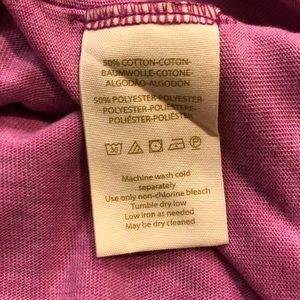 50% COTTON-COTON-
BAUMWOLLE-COTONE-
ALGODÃO-ALGODÓN
50% POLYESTER-POLYESTER-
POLYESTER-POLIESTERE-
POLIÉSTER-POLIÉSTER
30
Machine wash cold
separately
Use only non-chlorine bleach
Tumble dry low
Low iron as needed
May be dry cleaned